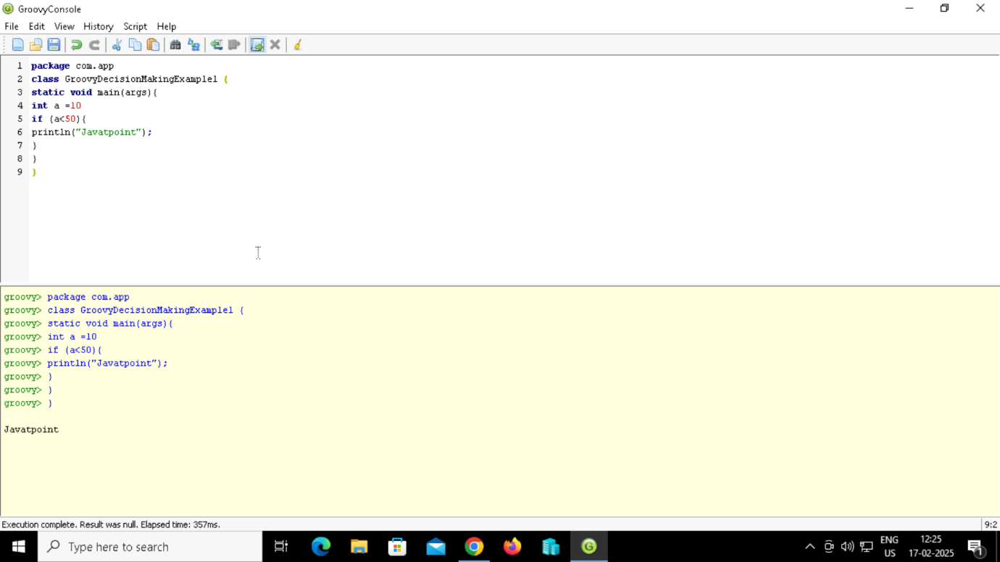 GroovyConsole
File Edit View History Script Help
1 package com.app
2 class GroovyDecisionMakingExample1 {
3 static void main(args){
4 int a =10
5 if (a<50){
6 println("Javatpoint");
7 }
8 }
9 }
groovy> package com.app
groovy> class GroovyDecisionMakingExample1 {
groovy> static void main(args){
groovy> int a =10
groovy> if (a<50){
groovy> println("Javatpoint");
groovy> }
groovy> }
groovy> }
Javatpoint
Execution complete. Result was null. Elapsed time: 357ms.
9:2
Type here to search
ENG
US
12:25
17-02-2025
1